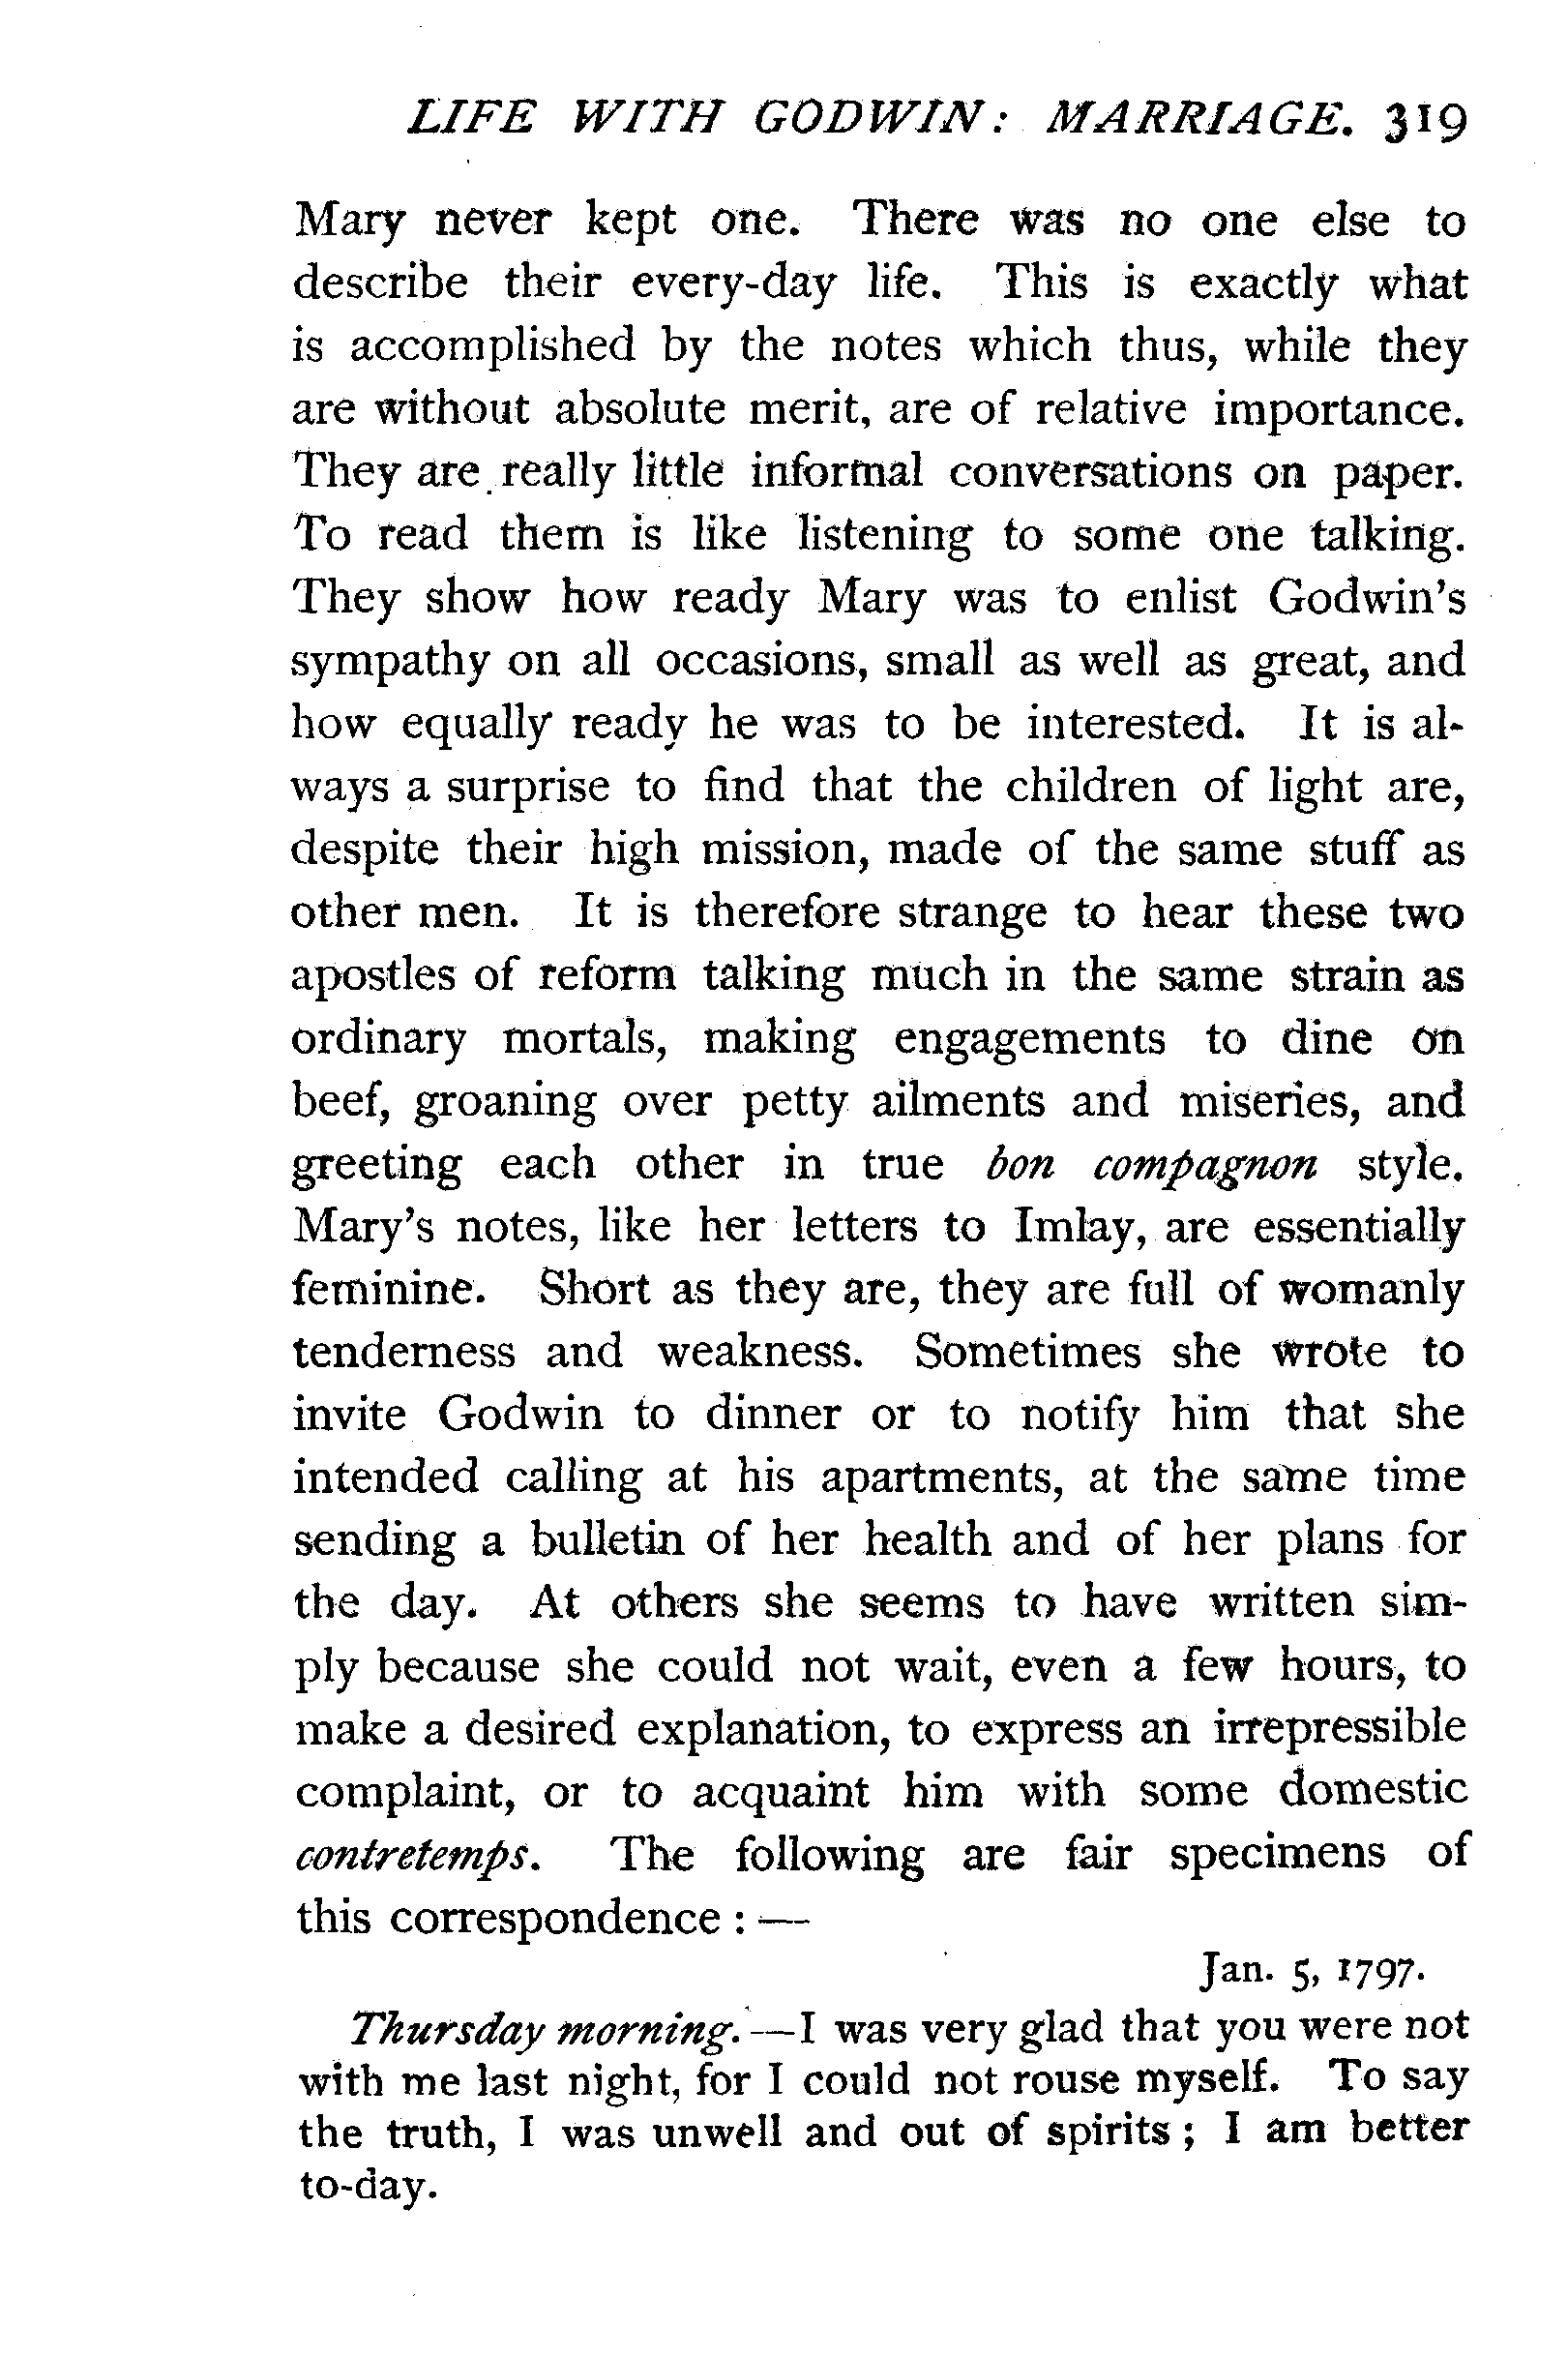 LIFE WITH GODWIN: MARRIAGE. 319
Mary never kept one. There was no one else to
describe their every-day life. This is exactly what
is accomplished by the notes which thus, while they
are without absolute merit, are of relative importance.
They are really little informal conversations on paper.
To read them is like listening to some one talking.
They show how ready Mary was to enlist Godwin's
sympathy on all occasions, small as well as great, and
how equally ready he was to be interested. It is al-
ways a surprise to find that the children of light are,
despite their high mission, made of the same stuff as
other men. It is therefore strange to hear these two
apostles of reform talking much in the same strain as
ordinary mortals, making engagements to dine on
beef, groaning over petty ailments and miseries, and
greeting each other in true bon compagnon style.
Mary's notes, like her letters to Imlay, are essentially
feminine. Short as they are, they are full of womanly
tenderness and weakness. Sometimes she wrote to
invite Godwin to dinner or to notify him that she
intended calling at his apartments, at the same time
sending a bulletin of her health and of her plans for
the day. At others she seems to have written sim-
ply because she could not wait, even a few hours, to
make a desired explanation, to express an irrepressible
complaint, or to acquaint him with some domestic
contretemps. The following are fair specimens of
this correspondence : —
Jan. 5, 1797.
Thursday morning. — I was very glad that you were not
with me last night, for I could not rouse myself. To say
the truth, I was unwell and out of spirits ; I am better
to-day.